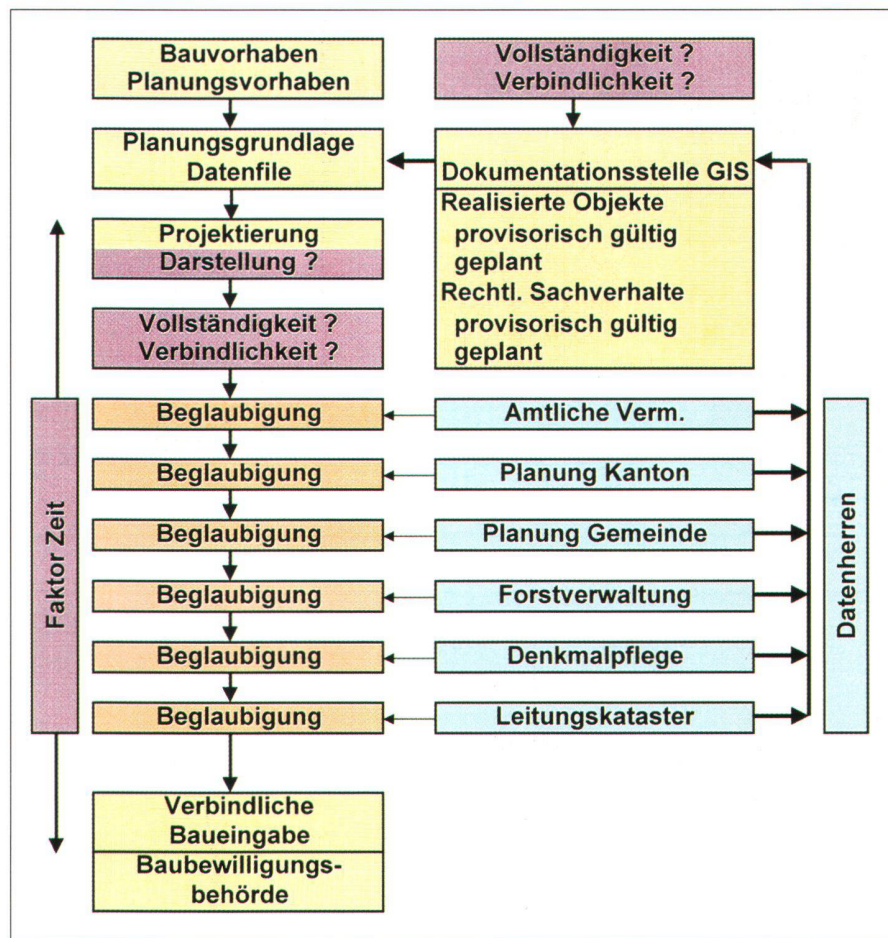 Bauvorhaben
Planungsvorhaben
Vollständigkeit ?
Verbindlichkeit ?
Planungsgrundlage
Datenfile
Dokumentationsstelle GIS
Realisierte Objekte
provisorisch gültig
geplant
Rechtl. Sachverhalte
provisorisch gültig
geplant
Projektierung
Darstellung ?
Vollständigkeit ?
Verbindlichkeit ?
Faktor Zeit
Beglaubigung
Amtliche Verm.
Beglaubigung
Planung Kanton
Beglaubigung
Planung Gemeinde
Beglaubigung
Forstverwaltung
Beglaubigung
Denkmalpflege
Beglaubigung
Leitungskataster
Datenherren
Verbindliche
Baueingabe
Baubewilligungs-
behörde